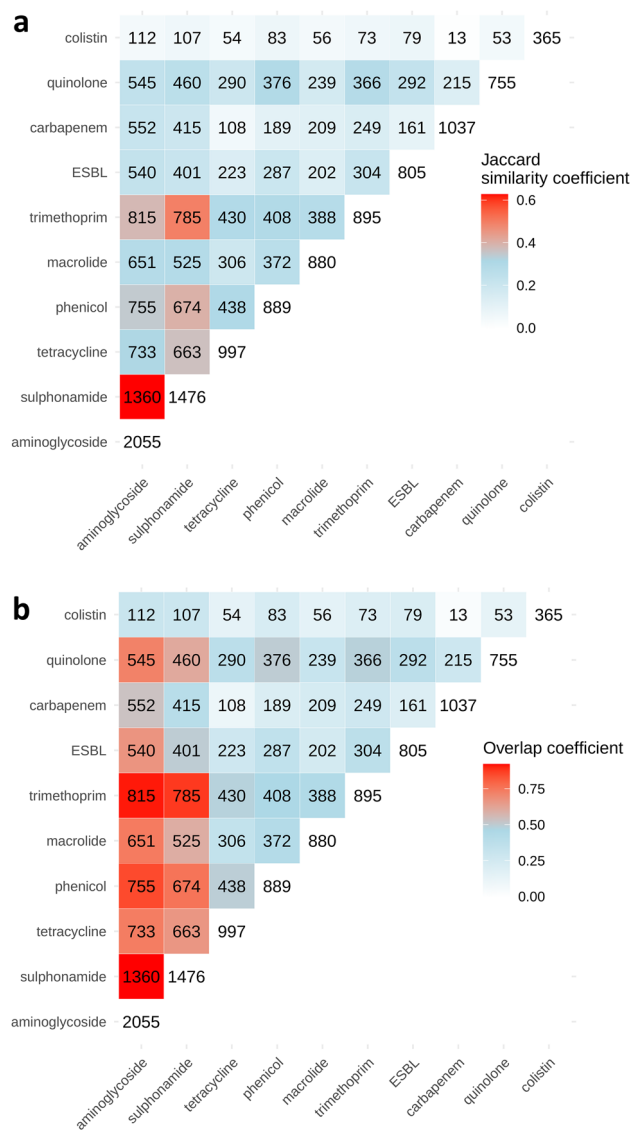 a
colistin 112 107 54 83 56 73 79 13 53 365
quinolone 545 460 290 376 239 366 292 215 755
carbapenem 552 415 108 189 209 249 161 1037
ESBL 540 401 223 287 202 304 805
trimethoprim 815 785 430 408 388 895
macrolide 651 525 306 372 880
phenicol 755 674 438 889
tetracycline 733 663 997
sulphonamide 1360 1476
aminoglycoside 2055
aminoglycoside sulphonamide tetracycline phenicol macrolide trimethoprim ESBL carbapenem quinolone colistin
Jaccard
similarity coefficient
0.6
0.4
0.2
0.0
b
colistin 112 107 54 83 56 73 79 13 53 365
quinolone 545 460 290 376 239 366 292 215 755
carbapenem 552 415 108 189 209 249 161 1037
ESBL 540 401 223 287 202 304 805
trimethoprim 815 785 430 408 388 895
macrolide 651 525 306 372 880
phenicol 755 674 438 889
tetracycline 733 663 997
sulphonamide 1360 1476
aminoglycoside 2055
aminoglycoside sulphonamide tetracycline phenicol macrolide trimethoprim ESBL carbapenem quinolone colistin
Overlap coefficient
0.75
0.50
0.25
0.00